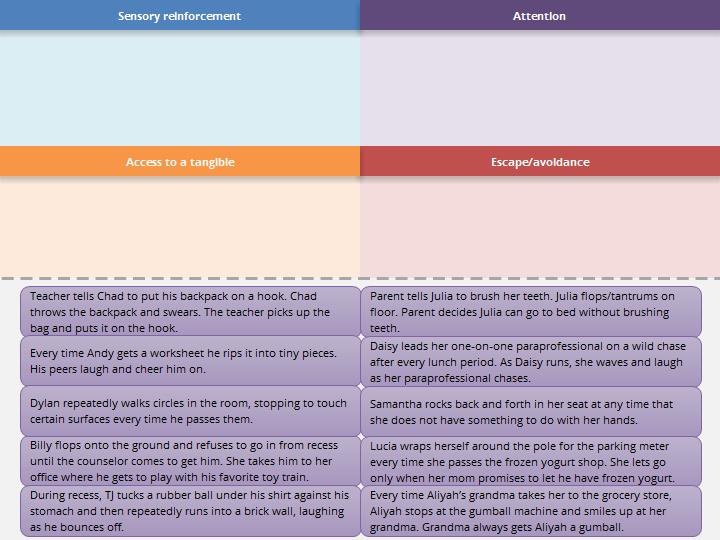 Sensory reinforcement
Attention
Access to a tangible
Escape/avoidance
Teacher tells Chad to put his backpack on a hook. Chad
throws the backpack and swears. The teacher picks up the
bag and puts it on the hook.
Parent tells Julia to brush her teeth. Julia flops/tantrums on
floor. Parent decides Julia can go to bed without brushing
teeth.
Every time Andy gets a worksheet he rips it into tiny pieces.
His peers laugh and cheer him on.
Daisy leads her one-on-one paraprofessional on a wild chase
after every lunch period. As Daisy runs, she waves and laugh
as her paraprofessional chases.
Dylan repeatedly walks circles in the room, stopping to touch
certain surfaces every time he passes them.
Samantha rocks back and forth in her seat at any time that
she does not have something to do with her hands.
Billy flops onto the ground and refuses to go in from recess
until the counselor comes to get him. She takes him to her
office where he gets to play with his favorite toy train.
Lucia wraps herself around the pole for the parking meter
every time she passes the frozen yogurt shop. She lets go
only when her mom promises to let he have frozen yogurt.
During recess, TJ tucks a rubber ball under his shirt against his
stomach and then repeatedly runs into a brick wall, laughing
as he bounces off.
Every time Aliyah's grandma takes her to the grocery store,
Aliyah stops at the gumball machine and smiles up at her
grandma. Grandma always gets Aliyah a gumball.